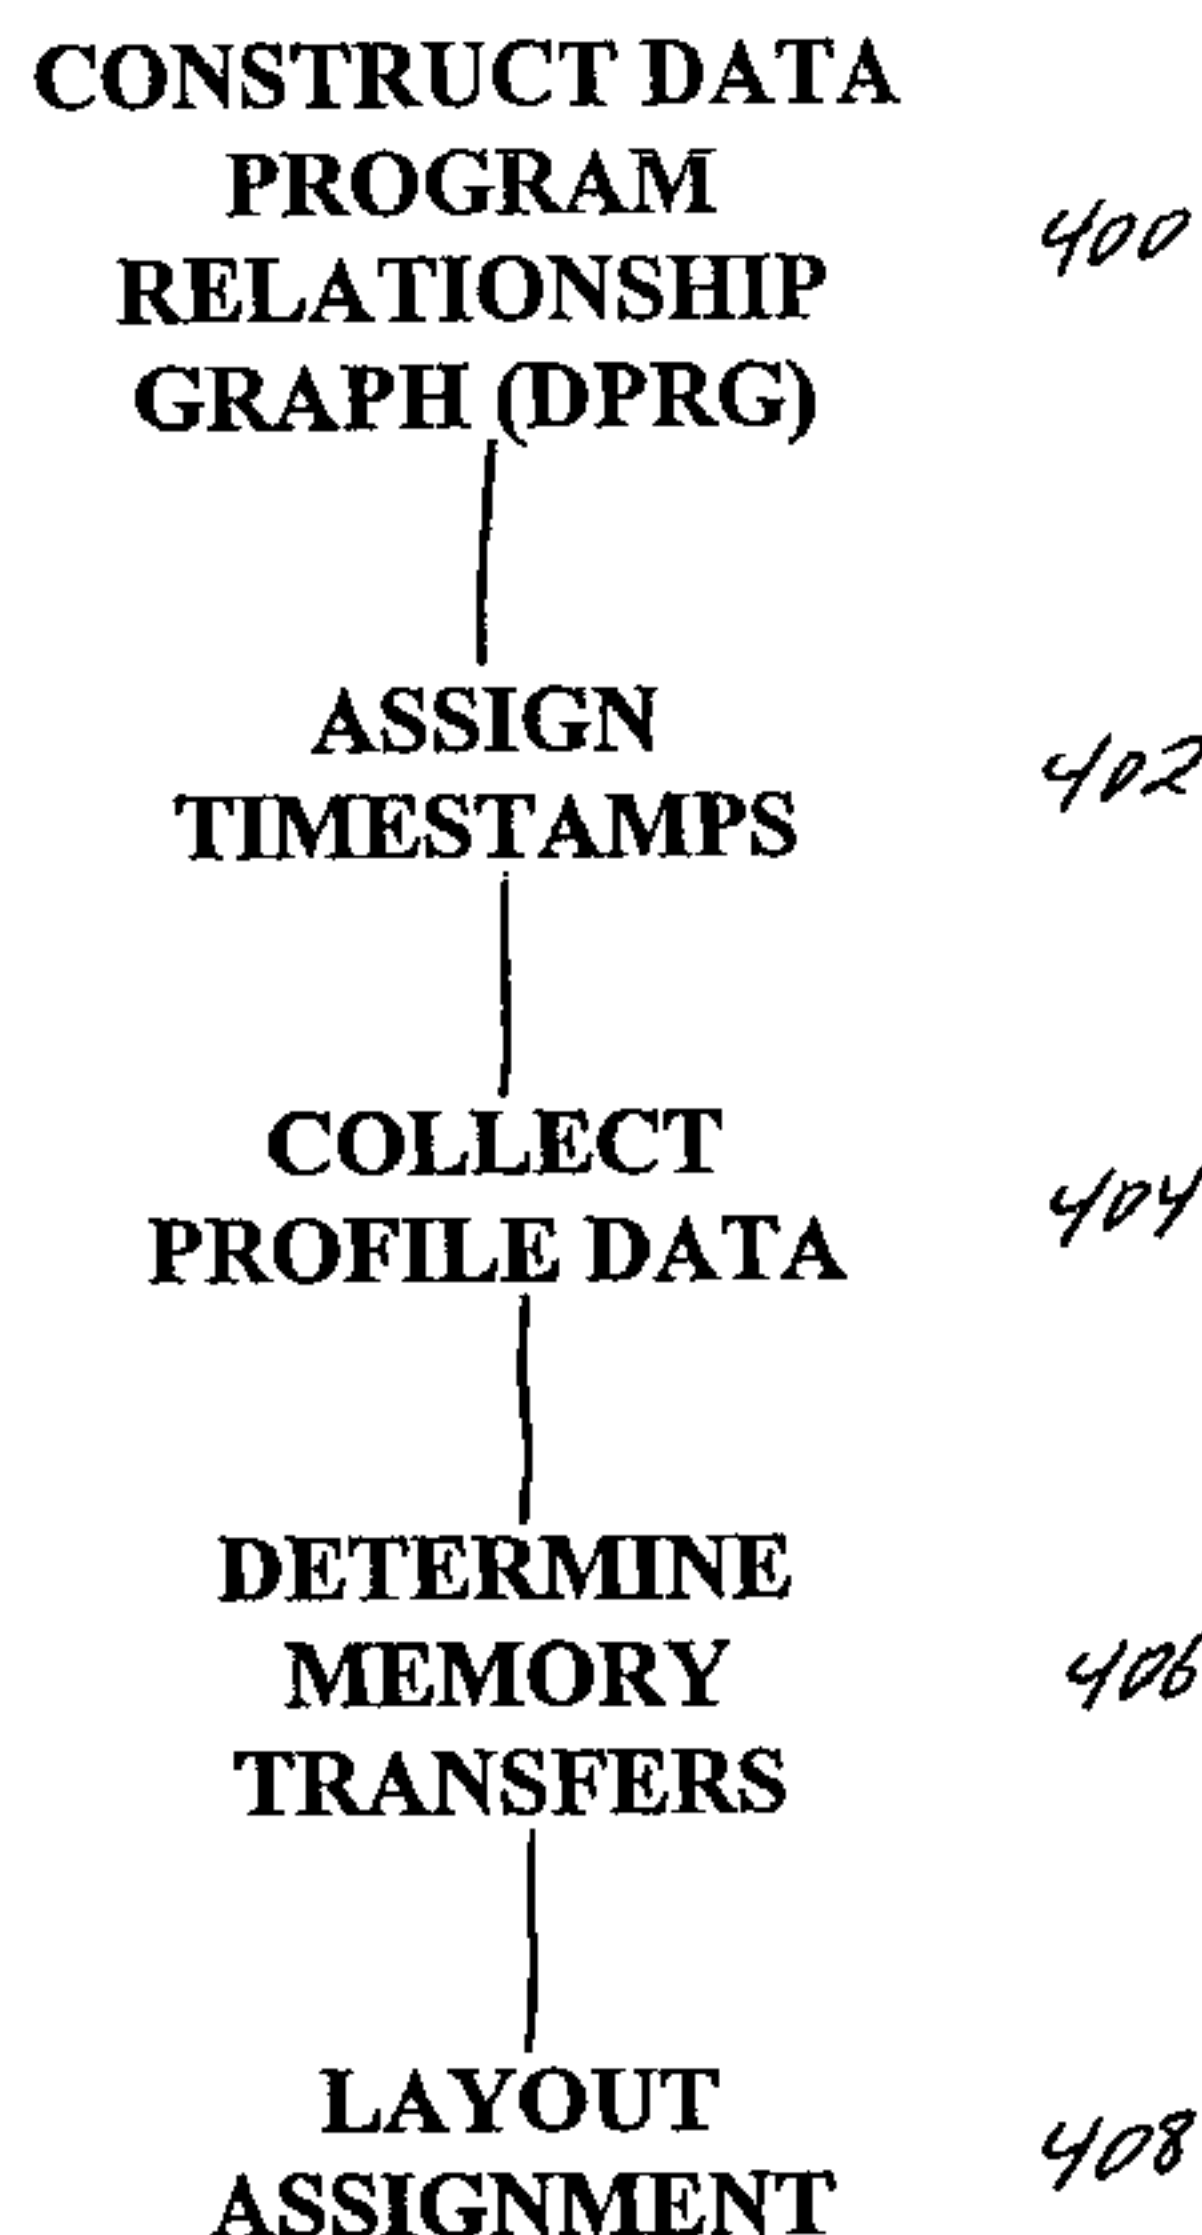 CONSTRUCT DATA
PROGRAM
400
RELATIONSHIP
GRAPH (DPRG)
ASSIGN
402
TIMESTAMPS
COLLECT
404
PROFILE DATA
DETERMINE
MEMORY
406
TRANSFERS
LAYOUT
408
ASSIGNMENT